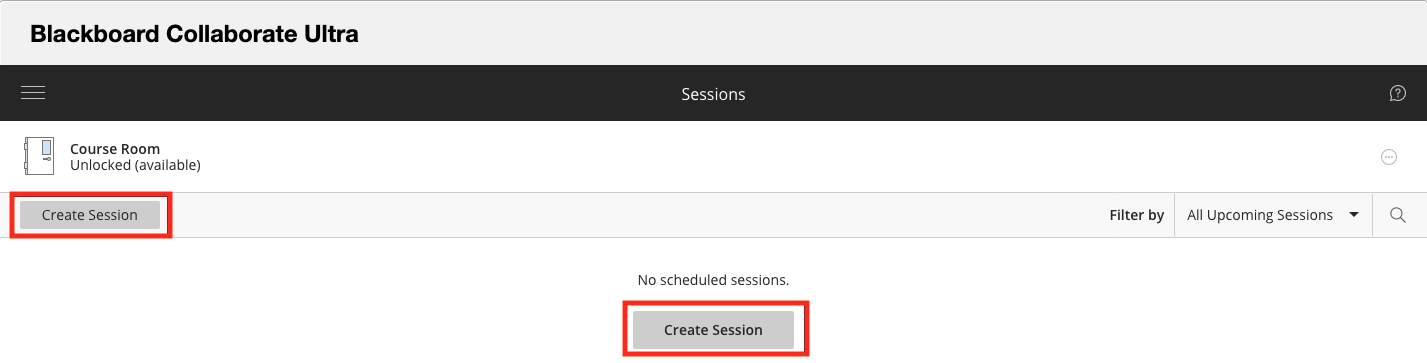 Blackboard Collaborate Ultra
Sessions
Course Room
Unlocked (available)
Create Session
Filter by All Upcoming Sessions
No scheduled sessions.
Create Session